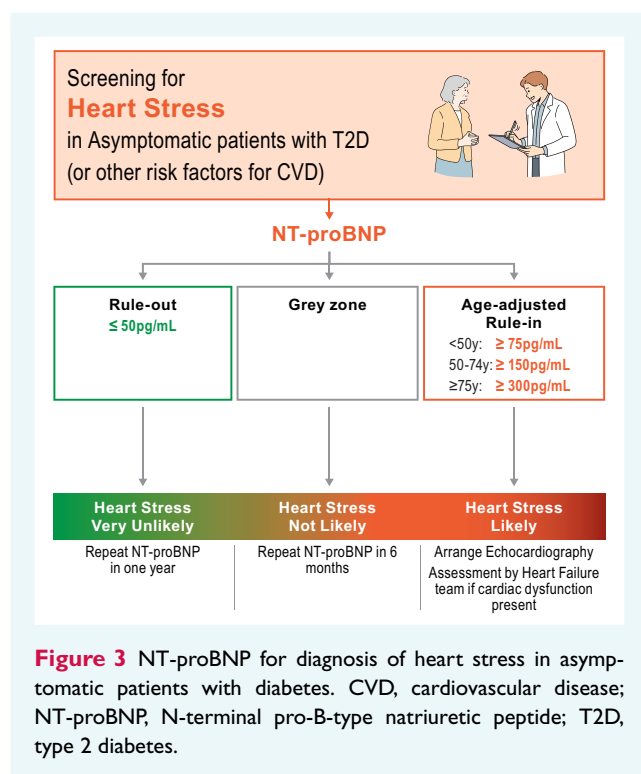 Screening for
Heart Stress
in Asymptomatic patients with T2D
(or other risk factors for CVD)
NT-proBNP
Rule-out
≤ 50pg/mL
Grey zone
Age-adjusted
Rule-in
<50y: ≥ 75pg/mL
50-74y: ≥ 150pg/mL
≥75y: ≥ 300pg/mL
Heart Stress
Very Unlikely
Heart Stress
Not Likely
Heart Stress
Likely
Repeat NT-proBNP
in one year
Repeat NT-proBNP in 6
months
Arrange Echocardiography
Assessment by Heart Failure
team if cardiac dysfunction
present
Figure 3 NT-proBNP for diagnosis of heart stress in asymp-
tomatic patients with diabetes. CVD, cardiovascular disease;
NT-proBNP, N-terminal pro-B-type natriuretic peptide; T2D,
type 2 diabetes.